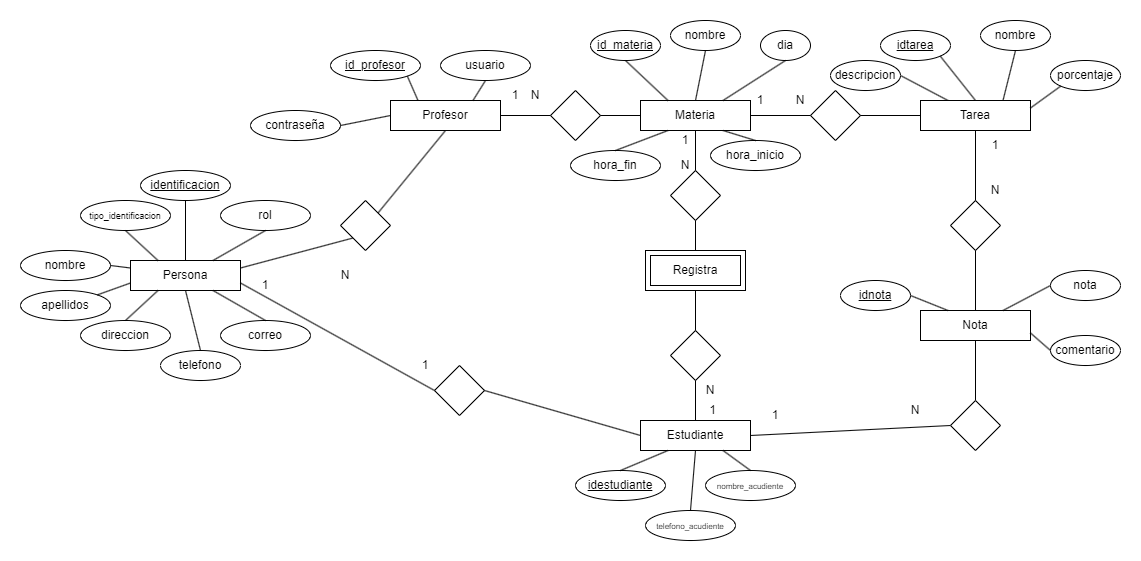 id_materia
nombre
dia
idtarea
nombre
id_profesor
usuario
descripcion
porcentaje
1 N
1 N
contraseña
Profesor
Materia
Tarea
1
1
hora_fin
N
hora_inicio
identificacion
N
tipo_identificacion
rol
nombre
Persona
N
Registra
1
nota
idnota
apellidos
direccion
correo
Nota
telefono
1
comentario
N
1
1
N
Estudiante
idestudiante
nombre_acudiente
telefono_acudiente